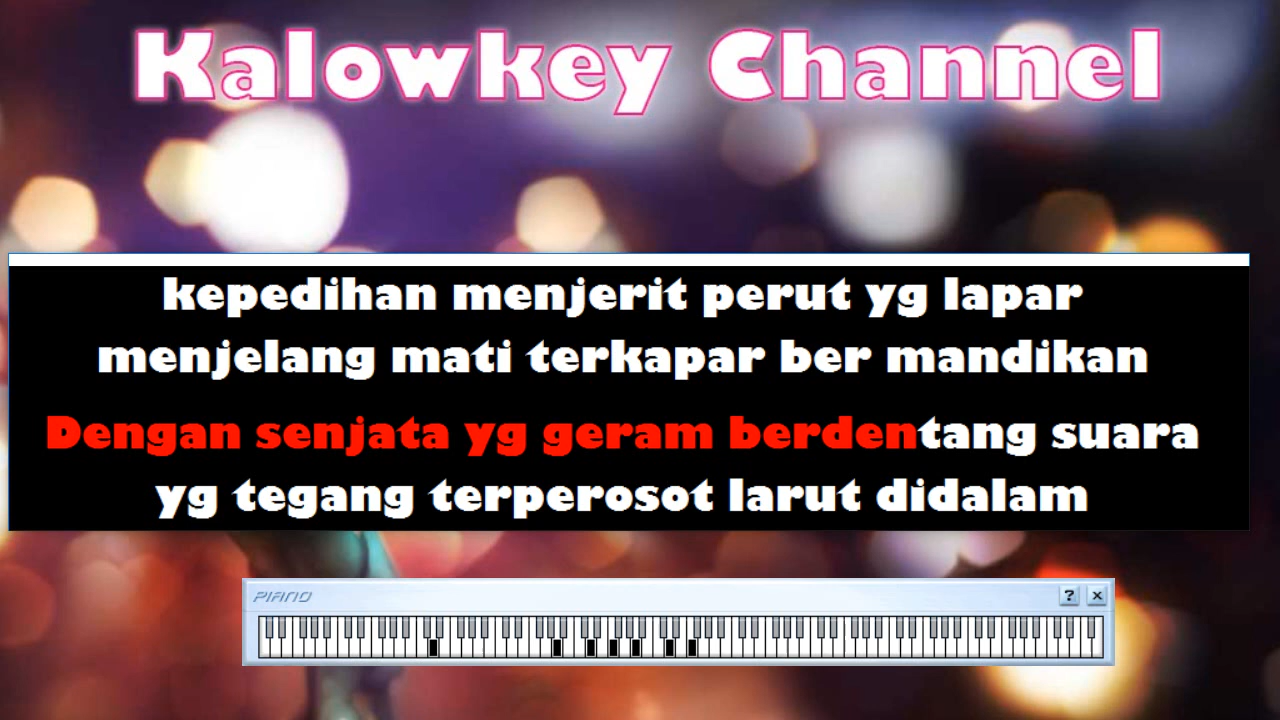 Kalowkey Channel
kepedihan menjerit perut yg lapar
menjelang mati terkapar ber mandikan
Dengan senjata yg geram berdentang suara
yg tegang terperosot larut didalam
PIANO ? x